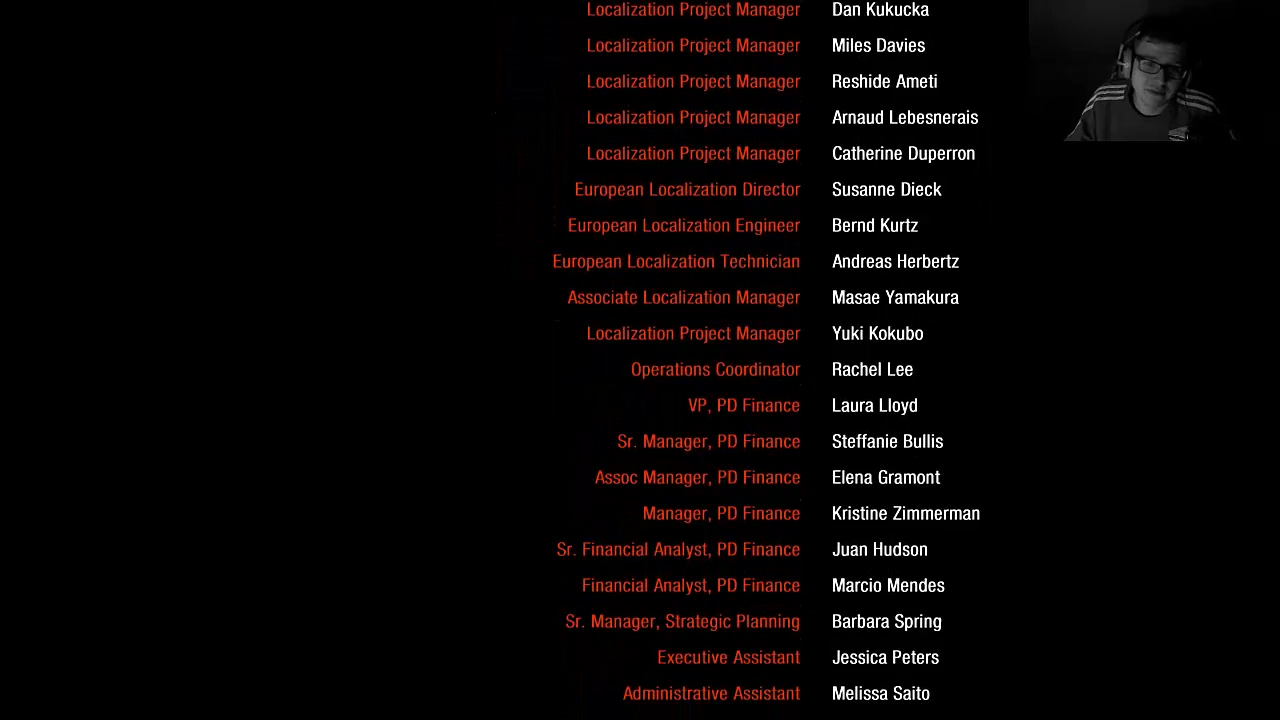 Localization Project Manager Dan Kukucka
Localization Project Manager Miles Davies
Localization Project Manager Reshide Ameti
Localization Project Manager Arnaud Lebesnerais
Localization Project Manager Catherine Duperron
European Localization Director Susanne Dieck
European Localization Engineer Bernd Kurtz
European Localization Technician Andreas Herbertz
Associate Localization Manager Masae Yamakura
Localization Project Manager Yuki Kokubo
Operations Coordinator Rachel Lee
VP, PD Finance Laura Lloyd
Sr. Manager, PD Finance Steffanie Bullis
Assoc Manager, PD Finance Elena Gramont
Manager, PD Finance Kristine Zimmerman
Sr. Financial Analyst, PD Finance Juan Hudson
Financial Analyst, PD Finance Marcio Mendes
Sr. Manager, Strategic Planning Barbara Spring
Executive Assistant Jessica Peters
Administrative Assistant Melissa Saito